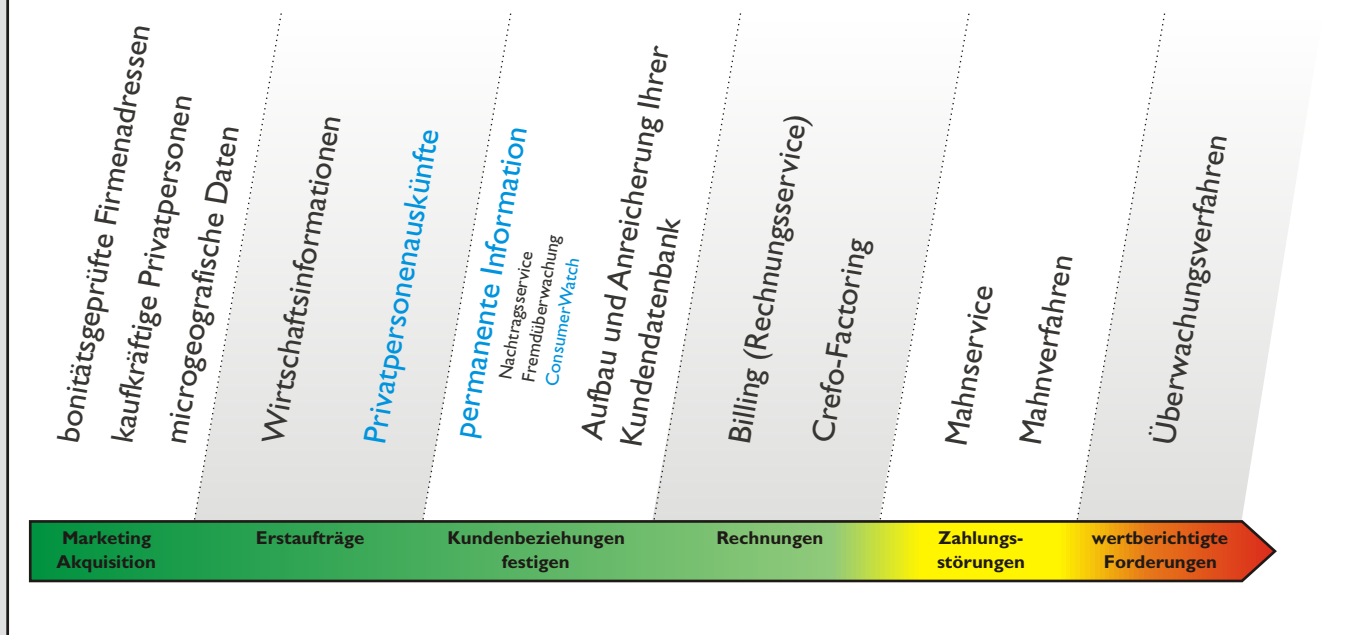 bonitätsgeprüfte Firmenadressen
kaufkräftige Privatpersonen
microgeografische Daten
Wirtschaftsinformationen
Privatpersonenauskünfte
permanente Information
Nachtragsservice
Fremdüberwachung
ConsumerWatch
Aufbau und Anreicherung Ihrer
Kundendatenbank
Billing (Rechnungsservice)
Crefo-Factoring
Mahnservice
Mahnverfahren
Überwachungsverfahren
Marketing
Akquisition
Erstaufträge
Kundenbeziehungen
festigen
Rechnungen
Zahlungs-
störungen
wertberichtigte
Forderungen